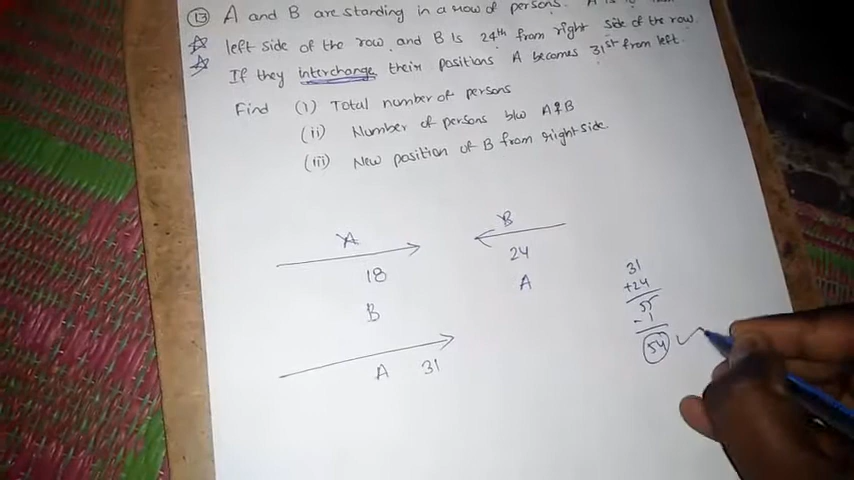 (13) A and B are standing in a row of persons. A is
left side of the row and B is 24th from right side of the row.
If they interchange their positions A becomes 31st from left.
Find (i) Total number of persons
(ii) Number of persons b/w A & B
(iii) New position of B from right side.
A B
18 24
B A
A 31
31
+24
55
-1
54